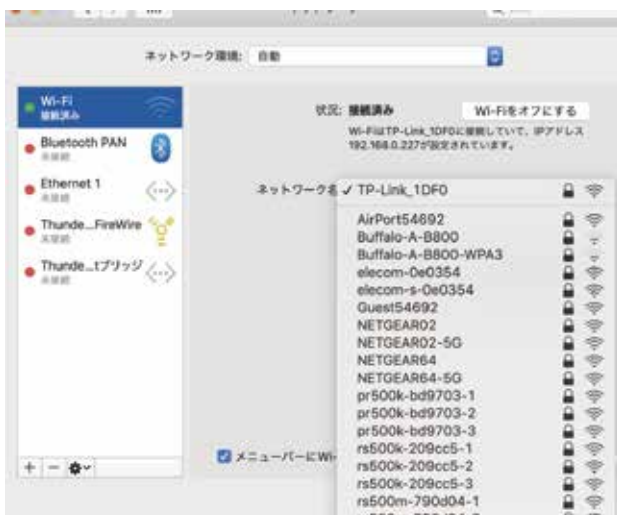 ネットワーク環境: 自動
Wi-Fi
接続済み
Bluetooth PAN
未接続
Ethernet 1
未接続
Thunde...FireWire
未接続
Thunde...tブリッジ
未接続
状況: 接続済み
Wi-Fiをオフにする
Wi-FiはTP-Link_1DF0に接続していて、IPアドレス
192.168.0.227が設定されています。
ネットワーク名
✓ TP-Link_1DF0
AirPort54692
Buffalo-A-B800
Buffalo-A-B800-WPA3
elecom-0e0354
elecom-s-0e0354
Guest54692
NETGEAR02
NETGEAR02-5G
NETGEAR64
NETGEAR64-5G
pr500k-bd9703-1
pr500k-bd9703-2
pr500k-bd9703-3
rs500k-209cc5-1
rs500k-209cc5-2
rs500k-209cc5-3
rs500m-790d04-1
メニューバーにWi-